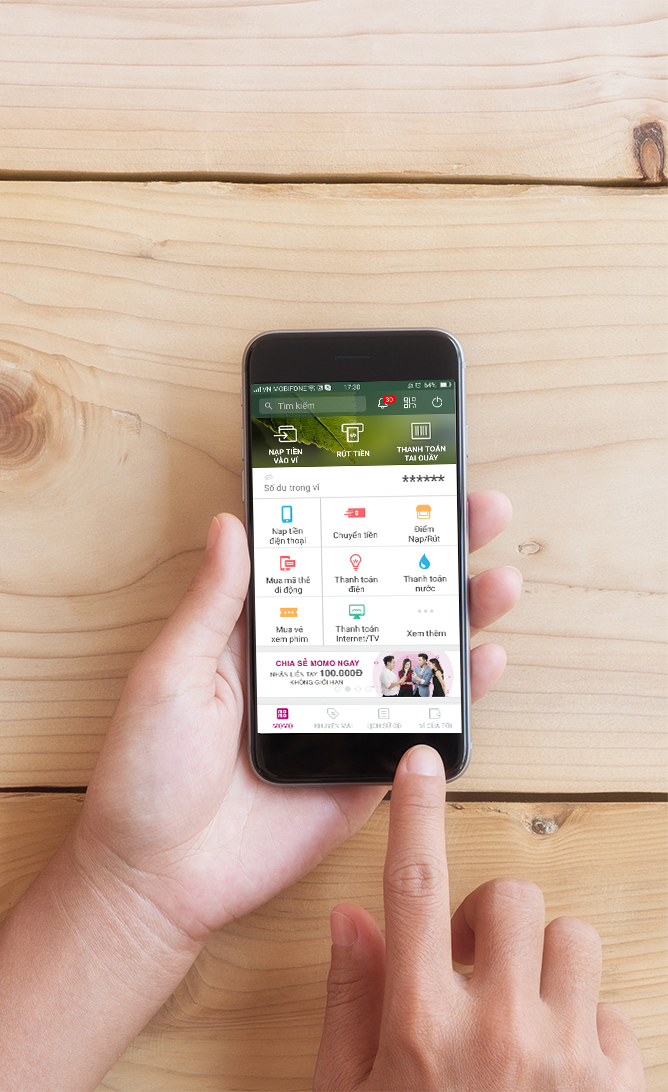 VN MOBIFONE 17:30 54%
Tìm kiếm 30
NẠP TIỀN
VÀO VÍ
RÚT TIỀN
THANH TOÁN
TẠI QUẦY
Số dư trong ví ******
Nạp tiền
điện thoại
Chuyển tiền
Điểm
Nạp/Rút
Mua mã thẻ
di động
Thanh toán
điện
Thanh toán
nước
Mua vé
xem phim
Thanh toán
Internet/TV
Xem thêm
CHIA SẺ MOMO NGAY
NHẬN LIỀN TAY 100.000Đ
KHÔNG GIỚI HẠN
MOMO
KHUYẾN MÃI
LỊCH SỬ GD
VÍ CỦA TÔI